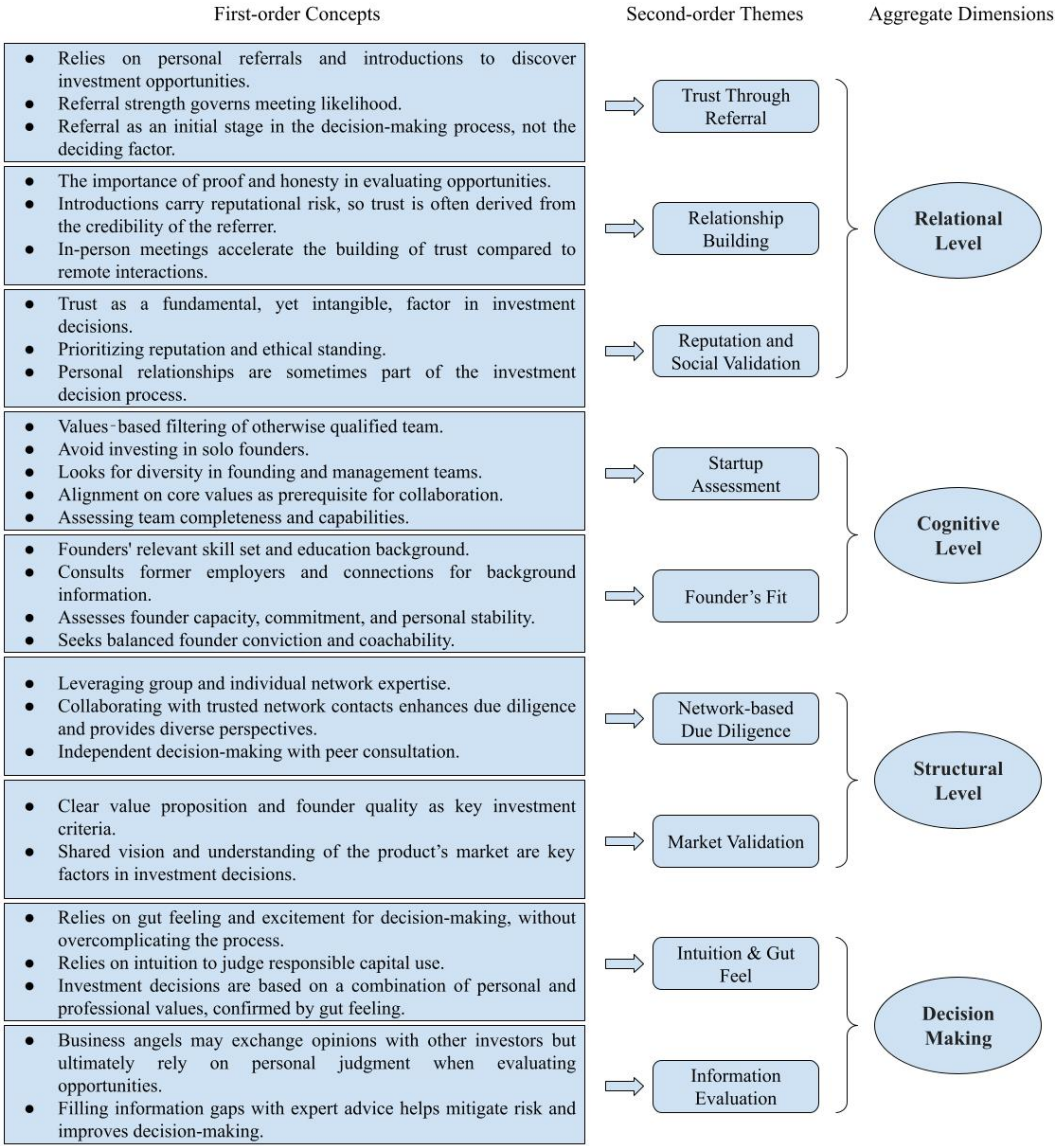 First-order Concepts
Second-order Themes
Aggregate Dimensions
● Relies on personal referrals and introductions to discover
investment opportunities.
● Referral strength governs meeting likelihood.
● Referral as an initial stage in the decision-making process, not the
deciding factor.
Trust Through
Referral
● The importance of proof and honesty in evaluating opportunities.
● Introductions carry reputational risk, so trust is often derived from
the credibility of the referrer.
● In-person meetings accelerate the building of trust compared to
remote interactions.
Relationship
Building
● Trust as a fundamental, yet intangible, factor in investment
decisions.
● Prioritizing reputation and ethical standing.
● Personal relationships are sometimes part of the investment
decision process.
Reputation and
Social Validation
Relational
Level
● Values-based filtering of otherwise qualified team.
● Avoid investing in solo founders.
● Looks for diversity in founding and management teams.
● Alignment on core values as prerequisite for collaboration.
● Assessing team completeness and capabilities.
Startup
Assessment
● Founders' relevant skill set and education background.
● Consults former employers and connections for background
information.
● Assesses founder capacity, commitment, and personal stability.
● Seeks balanced founder conviction and coachability.
Founder’s Fit
Cognitive
Level
● Leveraging group and individual network expertise.
● Collaborating with trusted network contacts enhances due diligence
and provides diverse perspectives.
● Independent decision-making with peer consultation.
Network-based
Due Diligence
● Clear value proposition and founder quality as key investment
criteria.
● Shared vision and understanding of the product’s market are key
factors in investment decisions.
Market Validation
Structural
Level
● Relies on gut feeling and excitement for decision-making, without
overcomplicating the process.
● Relies on intuition to judge responsible capital use.
● Investment decisions are based on a combination of personal and
professional values, confirmed by gut feeling.
Intuition & Gut
Feel
● Business angels may exchange opinions with other investors but
ultimately rely on personal judgment when evaluating
opportunities.
● Filling information gaps with expert advice helps mitigate risk and
improves decision-making.
Information
Evaluation
Decision
Making